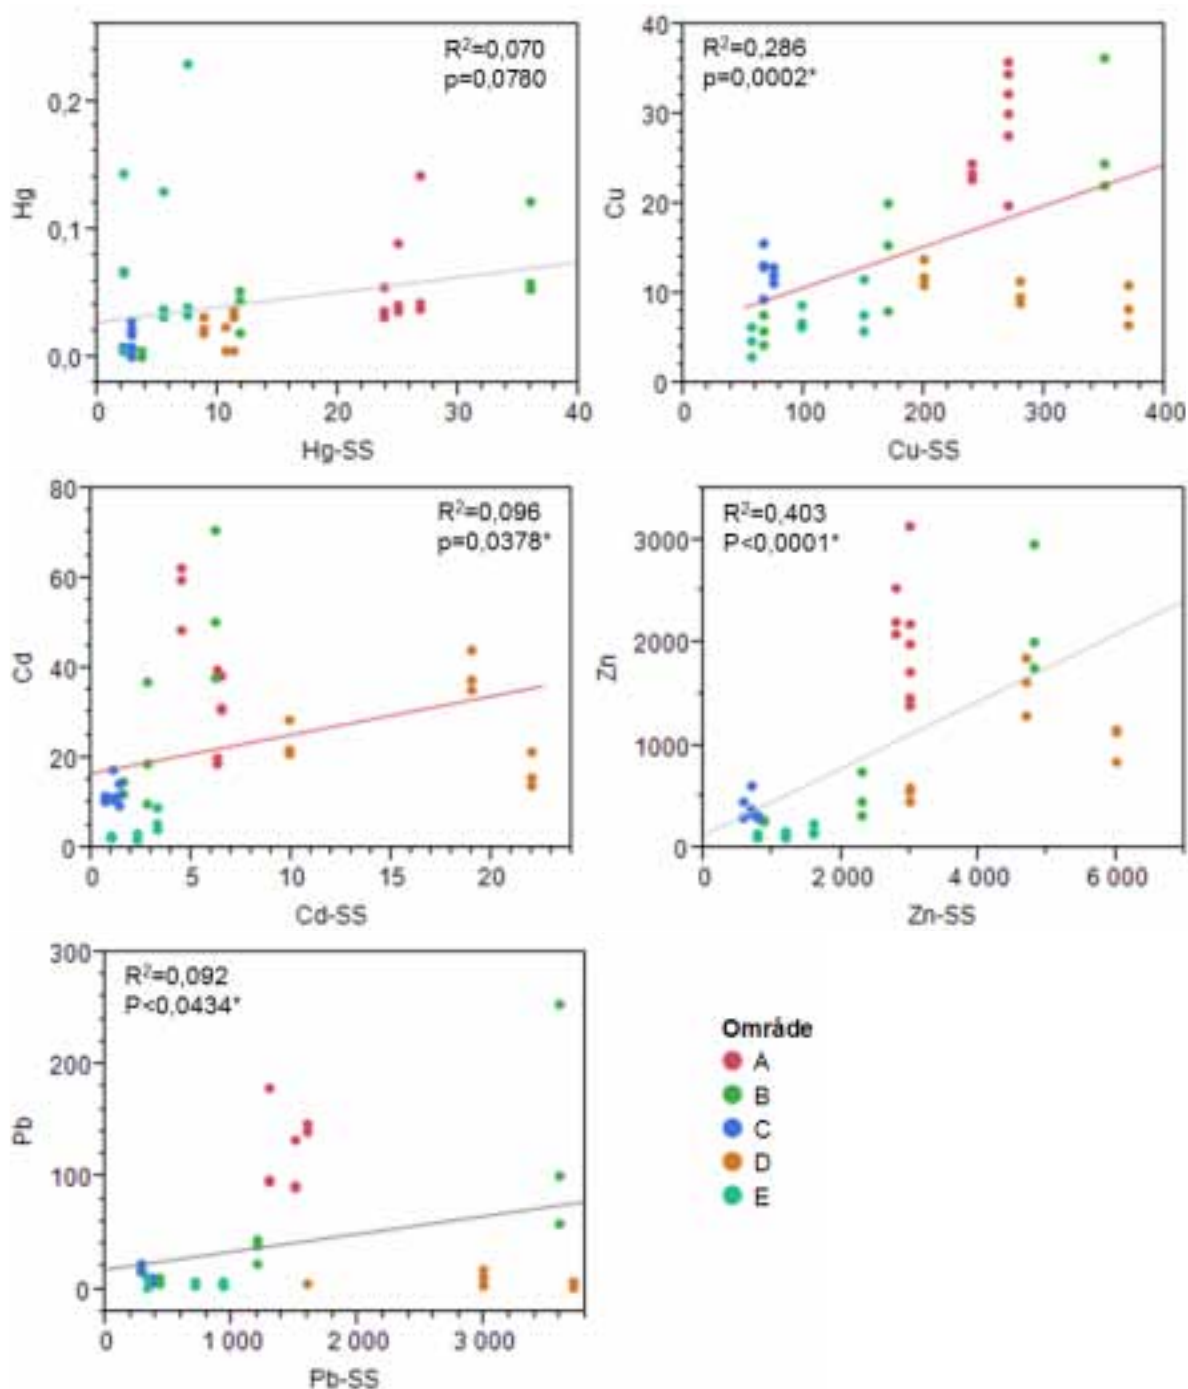 R²=0,070
p=0,0780
0,2
0,1
0,0
Hg
0
10
20
30
40
Hg-SS
R²=0,286
p=0,0002*
40
30
20
10
0
Cu
0
100
200
300
400
Cu-SS
R²=0,096
p=0,0378*
80
60
40
20
0
Cd
0
5
10
15
20
Cd-SS
R²=0,403
P<0,0001*
3000
2000
1000
0
Zn
0
2 000
4 000
6 000
Zn-SS
R²=0,092
P<0,0434*
300
200
100
0
Pb
0
1 000
2 000
3 000
Pb-SS
Område
A
B
C
D
E